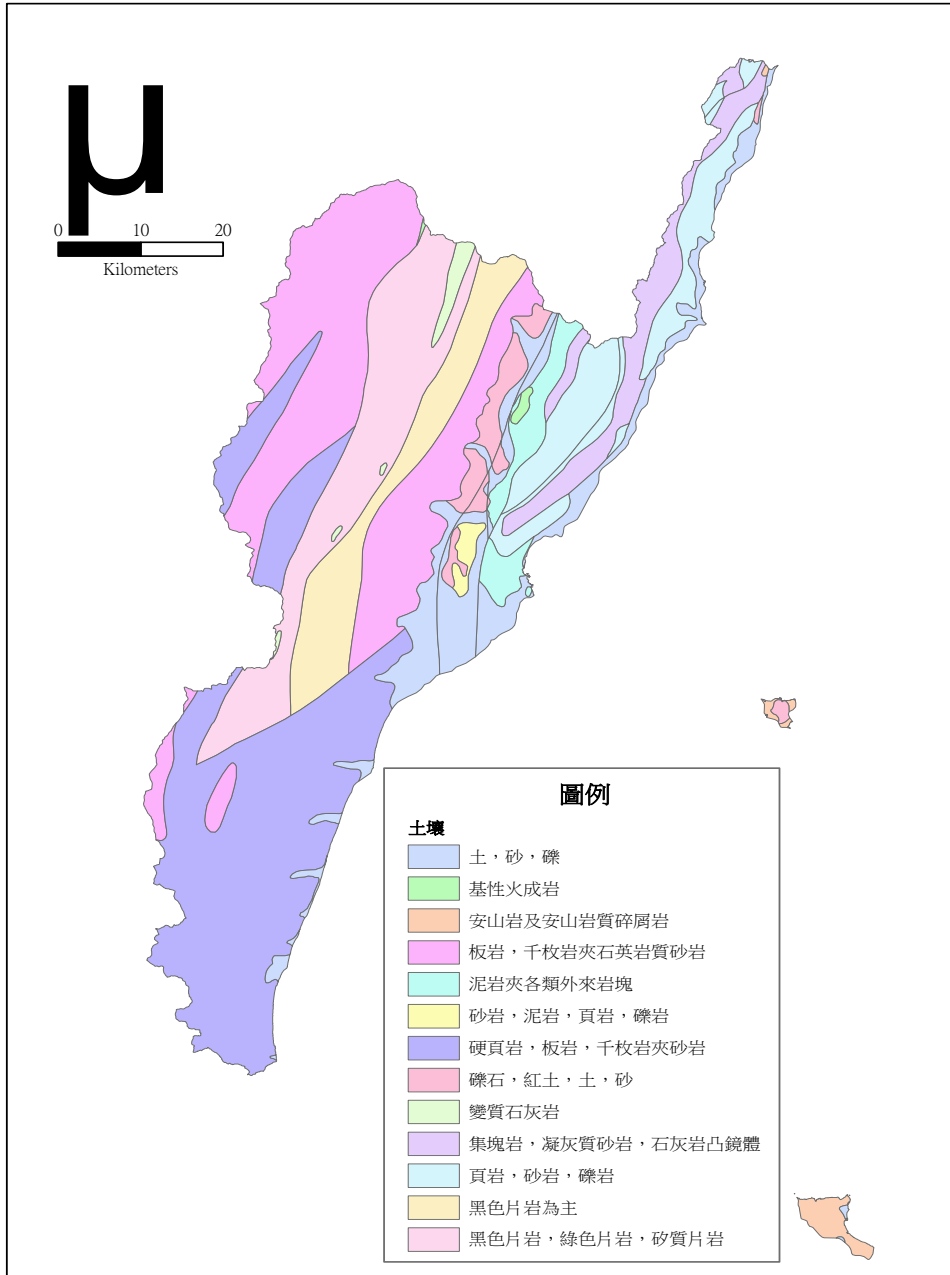 μ
0 10 20
Kilometers
圖例
土壤
土，砂，礫
基性火成岩
安山岩及安山岩質碎屑岩
板岩，千枚岩夾石英岩質砂岩
泥岩夾各類外來岩塊
砂岩，泥岩，頁岩，礫岩
硬頁岩，板岩，千枚岩夾砂岩
礫石，紅土，土，砂
變質石灰岩
集塊岩，凝灰質砂岩，石灰岩凸鏡體
頁岩，砂岩，礫岩
黑色片岩為主
黑色片岩，綠色片岩，矽質片岩